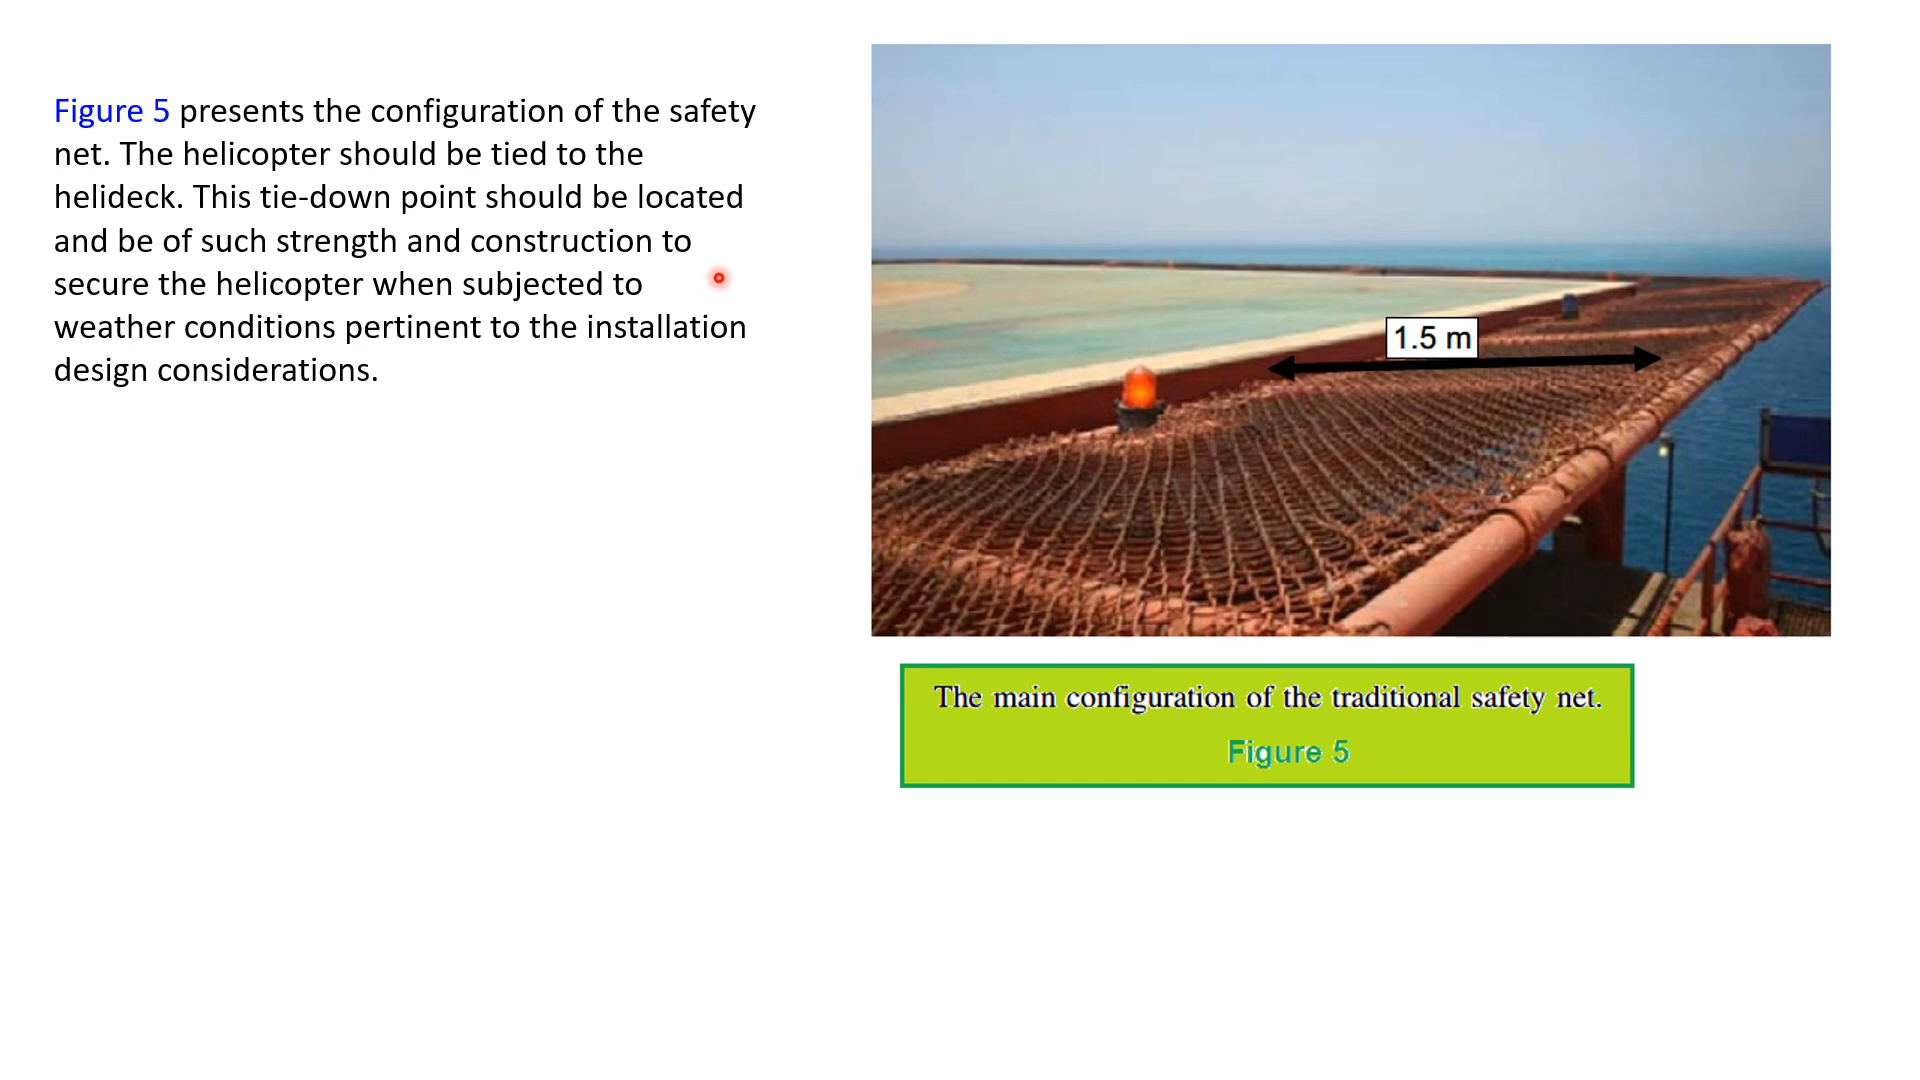 Figure 5 presents the configuration of the safety
net. The helicopter should be tied to the
helideck. This tie-down point should be located
and be of such strength and construction to
secure the helicopter when subjected to
weather conditions pertinent to the installation
design considerations.
1.5 m
The main configuration of the traditional safety net.
Figure 5